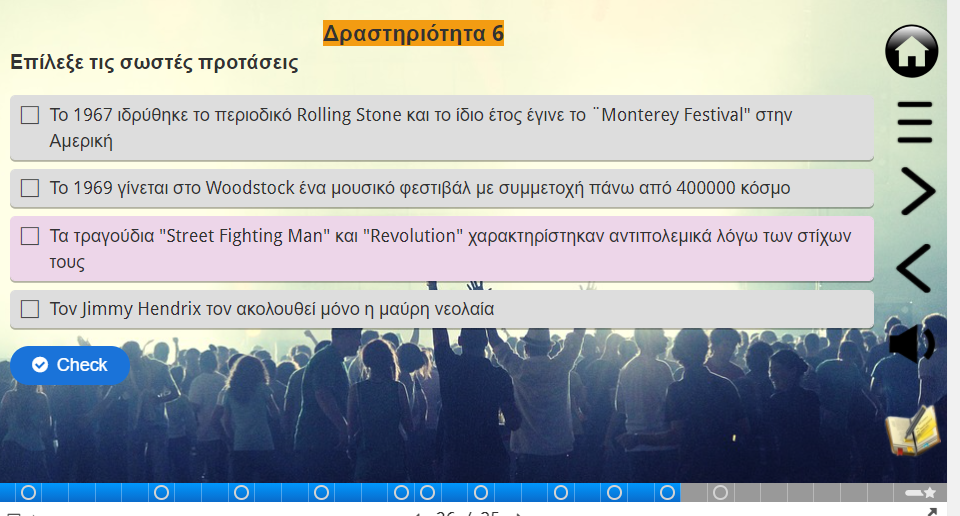 Δραστηριότητα 6
Επίλεξε τις σωστές προτάσεις
Το 1967 ιδρύθηκε το περιοδικό Rolling Stone και το ίδιο έτος έγινε το ¨Monterey Festival" στην
Αμερική
Το 1969 γίνεται στο Woodstock ένα μουσικό φεστιβάλ με συμμετοχή πάνω από 400000 κόσμο
Τα τραγούδια "Street Fighting Man" και "Revolution" χαρακτηρίστηκαν αντιπολεμικά λόγω των στίχων
τους
Τον Jimmy Hendrix τον ακολουθεί μόνο η μαύρη νεολαία
Check